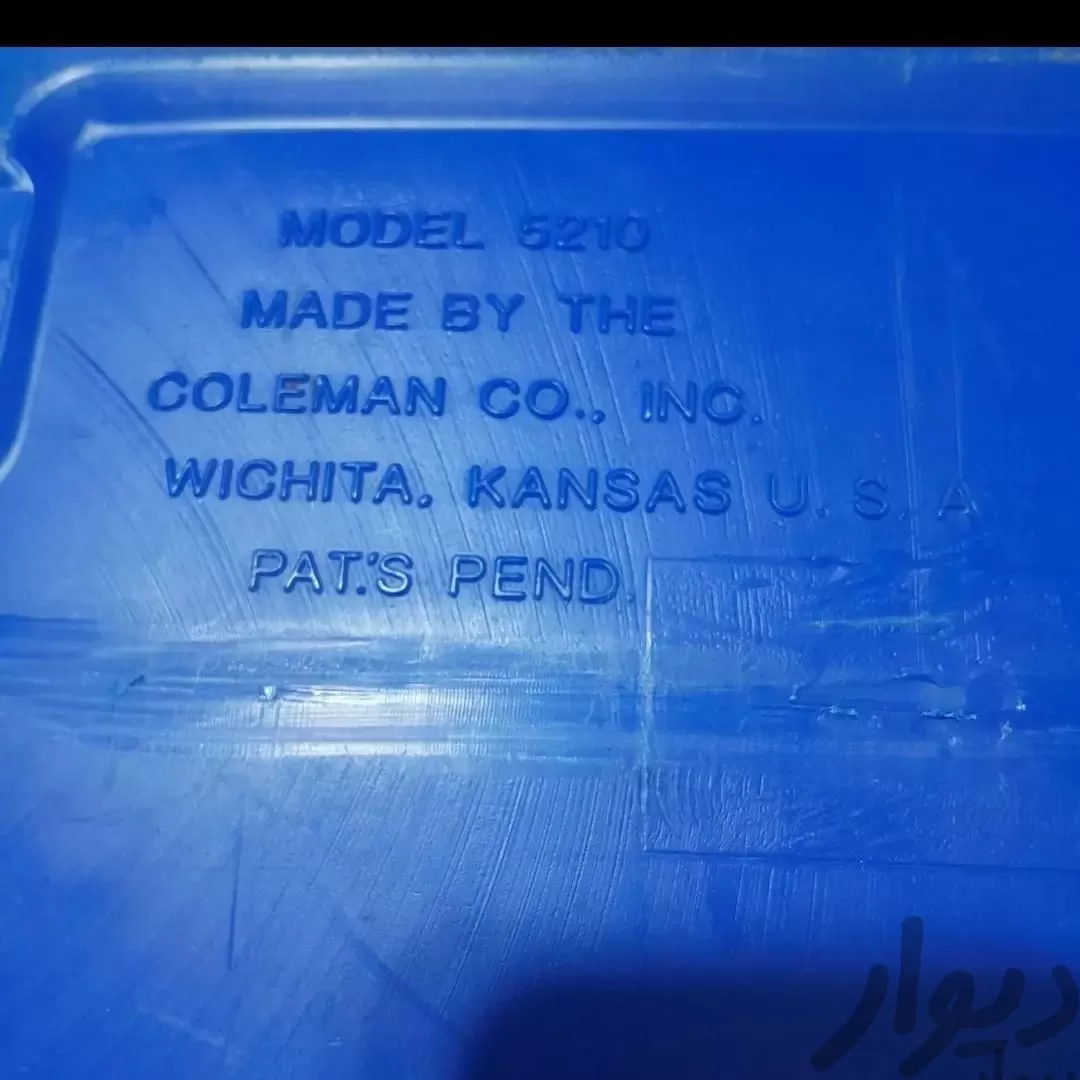 MODEL 5210
MADE BY THE
COLEMAN CO., INC.
WICHITA, KANSAS U. S. A
PAT.'S PEND.
دیوار